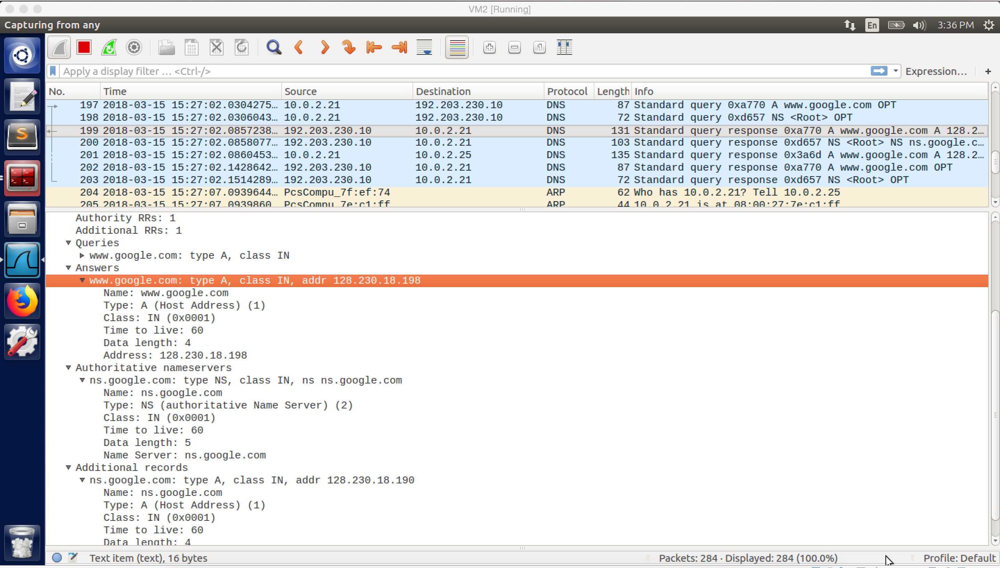 VM2 [Running]
Capturing from any
En
3:36 PM
Apply a display filter … <Ctrl-/>
Expression…
+
No. Time Source Destination Protocol Length Info
197 2018-03-15 15:27:02.0304275… 10.0.2.21 192.203.230.10 DNS 87 Standard query 0xa770 A www.google.com OPT
198 2018-03-15 15:27:02.0306043… 10.0.2.21 192.203.230.10 DNS 72 Standard query 0xd657 NS <Root> OPT
199 2018-03-15 15:27:02.0857238… 192.203.230.10 10.0.2.21 DNS 131 Standard query response 0xa770 A www.google.com A 128.2…
200 2018-03-15 15:27:02.0858077… 192.203.230.10 10.0.2.21 DNS 103 Standard query response 0xd657 NS <Root> NS ns.google.c…
201 2018-03-15 15:27:02.0860453… 10.0.2.21 10.0.2.25 DNS 135 Standard query response 0x3a6d A www.google.com A 128.2…
202 2018-03-15 15:27:02.1428642… 192.203.230.10 10.0.2.21 DNS 87 Standard query response 0xa770 A www.google.com OPT
203 2018-03-15 15:27:02.1514289… 192.203.230.10 10.0.2.21 DNS 72 Standard query response 0xd657 NS <Root> OPT
204 2018-03-15 15:27:07.0939644… PcsCompu_7f:ef:74 ARP 62 Who has 10.0.2.21? Tell 10.0.2.25
205 2018-03-15 15:27:07.0939860 PcsCompu_7e:c1:ff ARP 44 10.0.2.21 is at 08:00:27:7e:c1:ff
Authority RRs: 1
Additional RRs: 1
Queries
www.google.com: type A, class IN
Answers
www.google.com: type A, class IN, addr 128.230.18.198
Name: www.google.com
Type: A (Host Address) (1)
Class: IN (0x0001)
Time to live: 60
Data length: 4
Address: 128.230.18.198
Authoritative nameservers
ns.google.com: type NS, class IN, ns ns.google.com
Name: ns.google.com
Type: NS (authoritative Name Server) (2)
Class: IN (0x0001)
Time to live: 60
Data length: 5
Name Server: ns.google.com
Additional records
ns.google.com: type A, class IN, addr 128.230.18.190
Name: ns.google.com
Type: A (Host Address) (1)
Class: IN (0x0001)
Time to live: 60
Data length: 4
Text item (text), 16 bytes
Packets: 284 · Displayed: 284 (100.0%)
Profile: Default